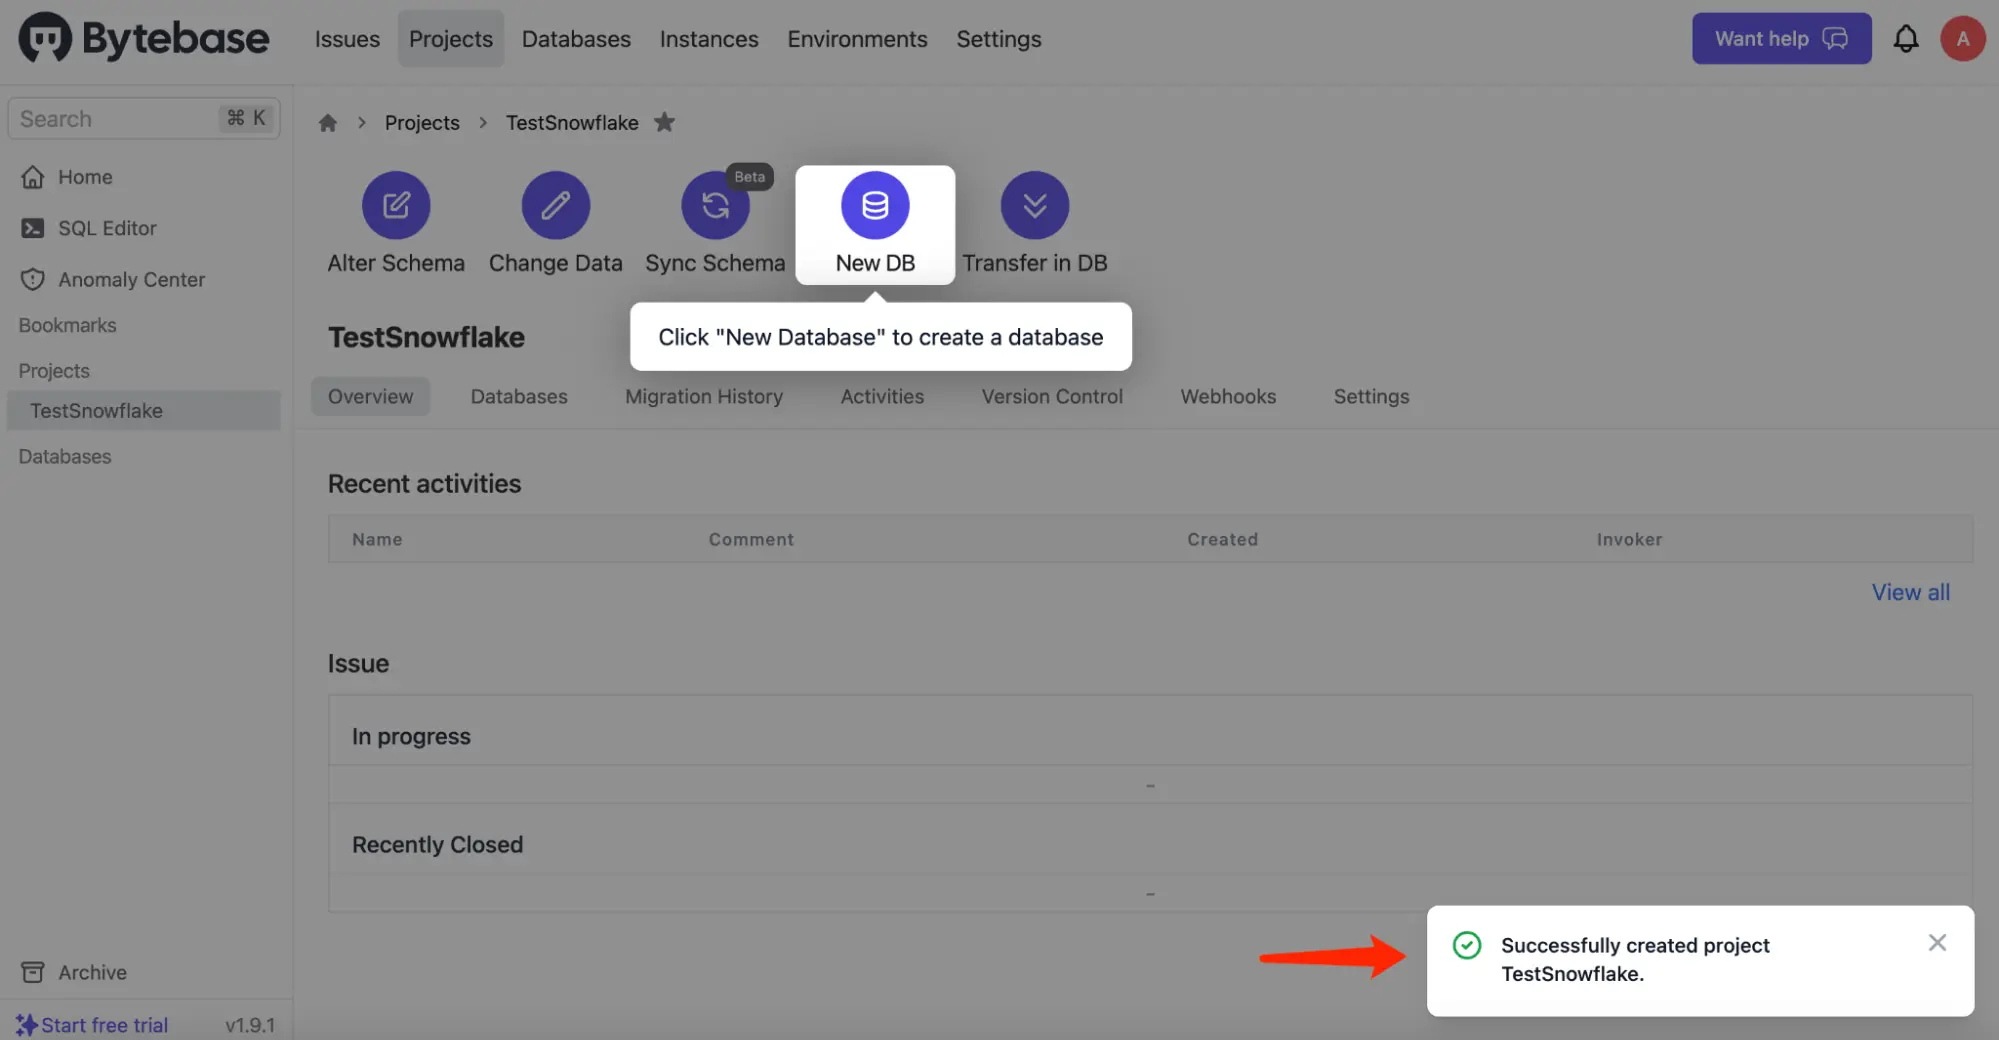 Bytebase
Issues
Projects
Databases
Instances
Environments
Settings
Want help
A
Search
⌘ K
Home
SQL Editor
Anomaly Center
Bookmarks
Projects
TestSnowflake
Databases
Archive
Start free trial
v1.9.1
Projects
TestSnowflake
Alter Schema
Change Data
Beta
Sync Schema
New DB
Transfer in DB
Click "New Database" to create a database
TestSnowflake
Overview
Databases
Migration History
Activities
Version Control
Webhooks
Settings
Recent activities
Name
Comment
Created
Invoker
View all
Issue
In progress
-
Recently Closed
-
Successfully created project
TestSnowflake.